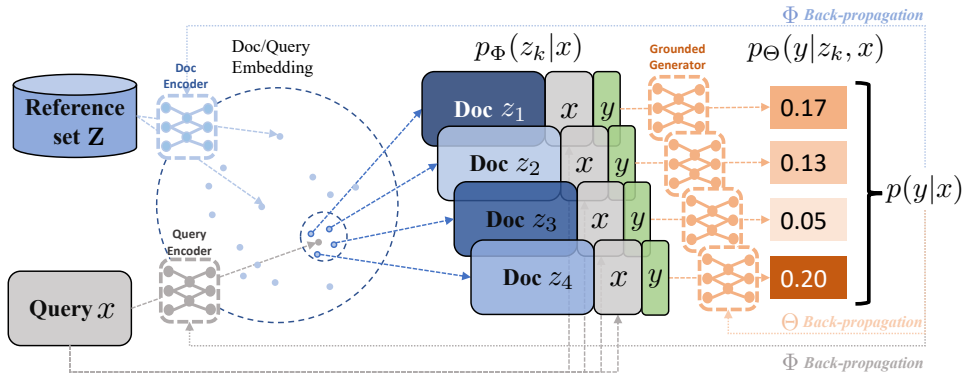 Φ Back-propagation
Doc
Encoder
Doc/Query
Embedding
p_Φ(z_k|x)
Grounded
Generator
p_Θ(y|z_k, x)
Reference
set Z
Doc z_1 x y
0.17
Doc z_2 x y
0.13
p(y|x)
Doc z_3 x y
0.05
Query
Encoder
Doc z_4 x y
0.20
Query x
Θ Back-propagation
Φ Back-propagation